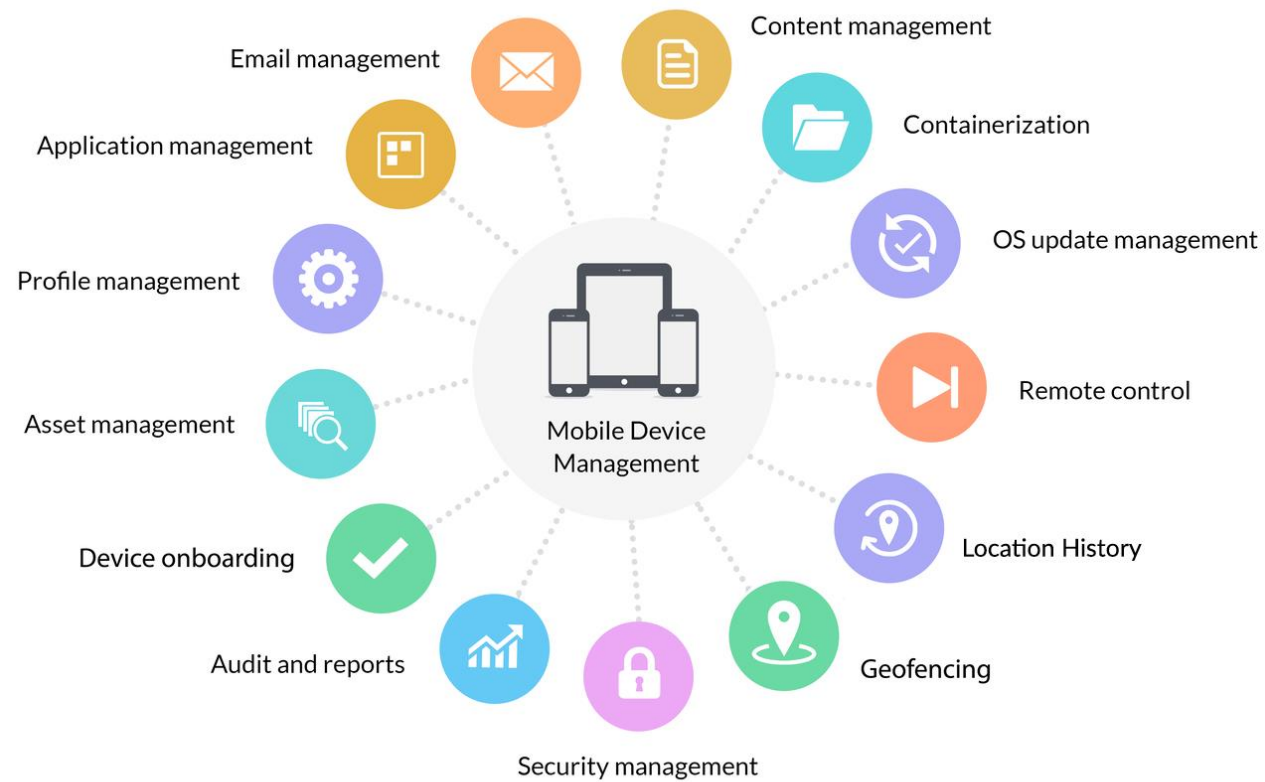 Content management
Email management
Containerization
Application management
OS update management
Profile management
Remote control
Asset management
Mobile Device
Management
Location History
Device onboarding
Audit and reports
Geofencing
Security management